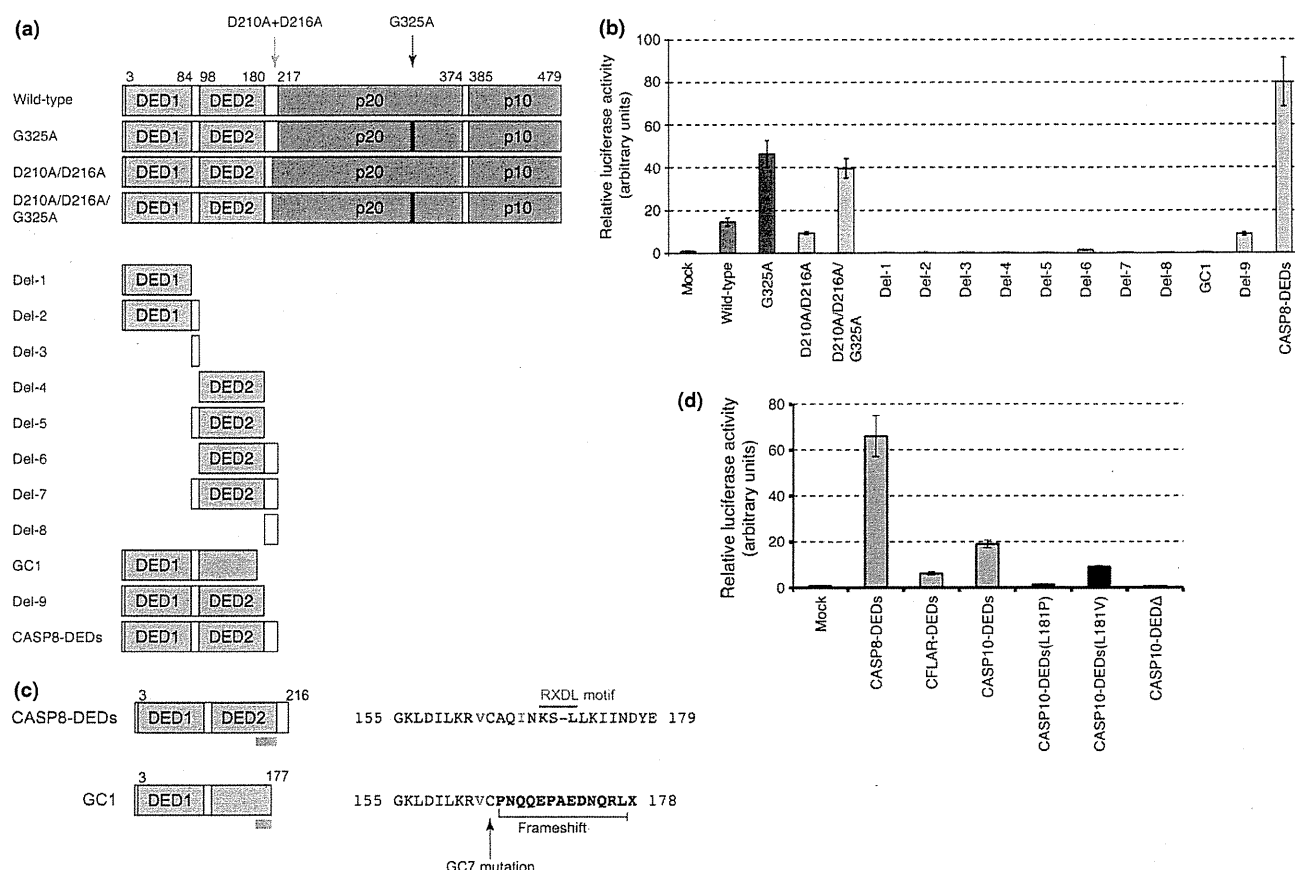 (a)
D210A+D216A
G325A
3 84 98 180 217 374 385 479
Wild-type DED1 DED2 p20 p10
G325A DED1 DED2 p20 p10
D210A/D216A DED1 DED2 p20 p10
D210A/D216A/
G325A DED1 DED2 p20 p10
Del-1 DED1
Del-2 DED1
Del-3
Del-4 DED2
Del-5 DED2
Del-6 DED2
Del-7 DED2
Del-8
GC1 DED1
Del-9 DED1 DED2
CASP8-DEDs DED1 DED2
(b)
Relative luciferase activity
(arbitrary units)
100
80
60
40
20
0
Mock
Wild-type
G325A
D210A/D216A
D210A/D216A/
G325A
Del-1
Del-2
Del-3
Del-4
Del-5
Del-6
Del-7
Del-8
GC1
Del-9
CASP8-DEDs
(c)
3 216
CASP8-DEDs DED1 DED2
RXDL motif
155 GKLDILKRVCAQINKS-LLKIINDYE 179
3 177
GC1 DED1
155 GKLDILKRVCPNQQEPAEDNQRLX 178
Frameshift
GC7 mutation
(d)
Relative luciferase activity
(arbitrary units)
80
60
40
20
0
Mock
CASP8-DEDs
CFLAR-DEDs
CASP10-DEDs
CASP10-DEDs(L181P)
CASP10-DEDs(L181V)
CASP10-DEDΔ